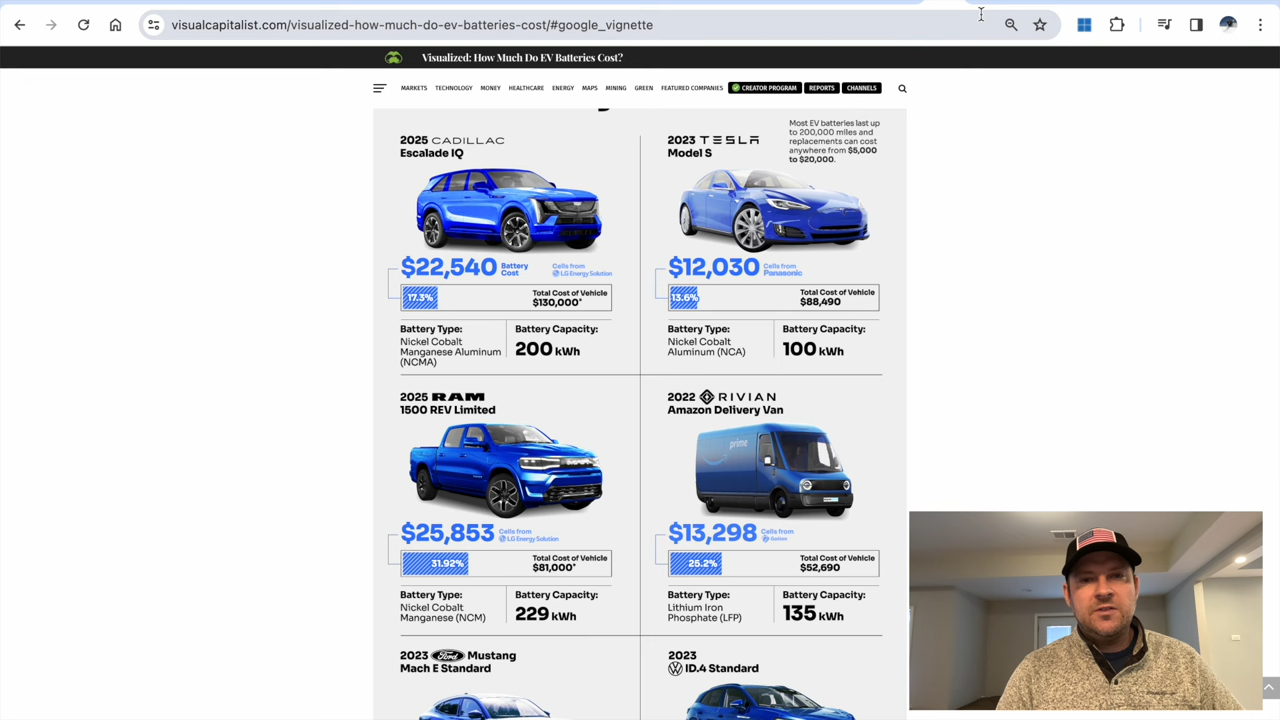 visualcapitalist.com/visualized-how-much-do-ev-batteries-cost/#google_vignette
Visualized: How Much Do EV Batteries Cost?
MARKETS TECHNOLOGY MONEY HEALTHCARE ENERGY MAPS MINING GREEN FEATURED COMPANIES CREATOR PROGRAM REPORTS CHANNELS
2025 CADILLAC
Escalade IQ
$22,540 Battery
Cost
Cells from
LG Energy Solution
17.3%
Total Cost of Vehicle
$130,000*
Battery Type:
Nickel Cobalt
Manganese Aluminum
(NCMA)
Battery Capacity:
200 kWh
2023 TESLA
Model S
Most EV batteries last up
to 200,000 miles and
replacements can cost
anywhere from $5,000
to $20,000.
$12,030 Cells from
Panasonic
13.6%
Total Cost of Vehicle
$88,490
Battery Type:
Nickel Cobalt
Aluminum (NCA)
Battery Capacity:
100 kWh
2025 RAM
1500 REV Limited
$25,853 Cells from
LG Energy Solution
31.92%
Total Cost of Vehicle
$81,000*
Battery Type:
Nickel Cobalt
Manganese (NCM)
Battery Capacity:
229 kWh
2022 RIVIAN
Amazon Delivery Van
prime
$13,298 Cells from
Gotion
25.2%
Total Cost of Vehicle
$52,690
Battery Type:
Lithium Iron
Phosphate (LFP)
Battery Capacity:
135 kWh
2023 Ford Mustang
Mach E Standard
2023
ID.4 Standard